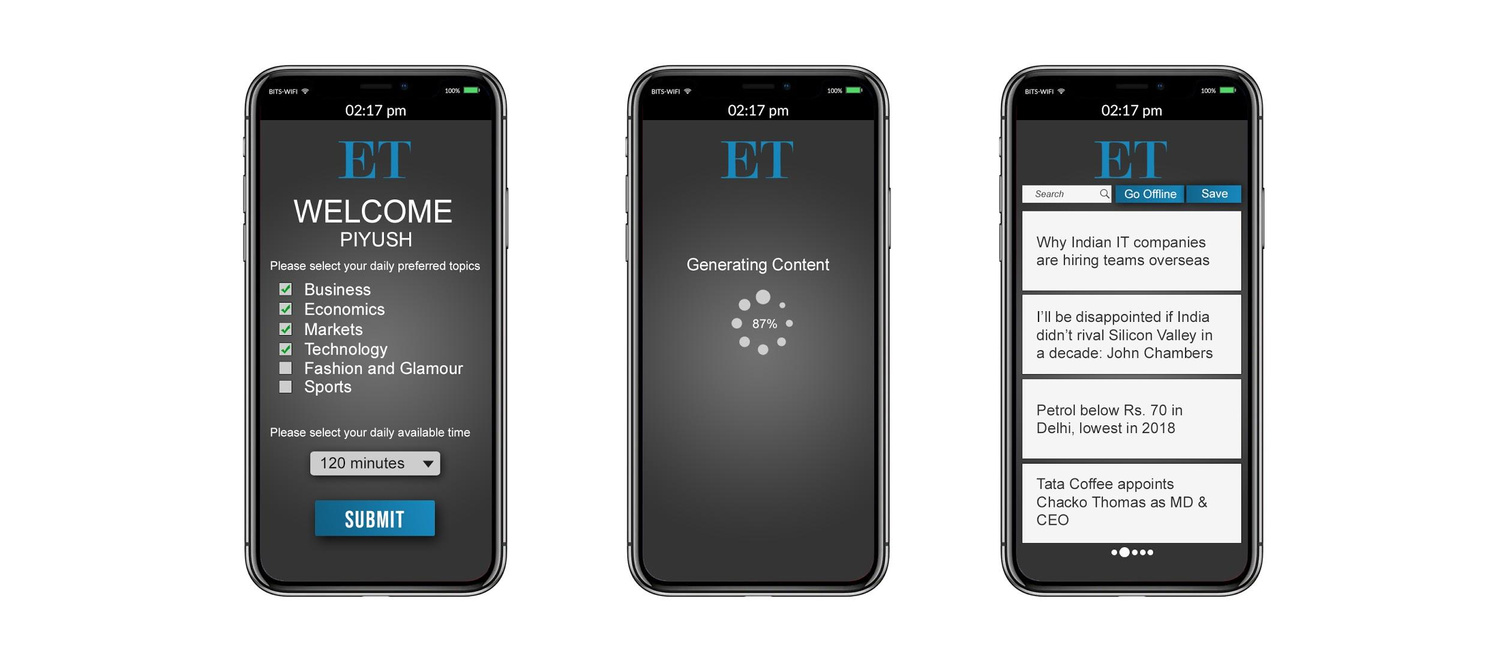 BITS-WIFI 100%
02:17 pm
ET
WELCOME
PIYUSH
Please select your daily preferred topics
Business
Economics
Markets
Technology
Fashion and Glamour
Sports
Please select your daily available time
120 minutes
SUBMIT
BITS-WIFI 100%
02:17 pm
ET
Generating Content
87%
BITS-WIFI 100%
02:17 pm
ET
Search Go Offline Save
Why Indian IT companies
are hiring teams overseas
I'll be disappointed if India
didn't rival Silicon Valley in
a decade: John Chambers
Petrol below Rs. 70 in
Delhi, lowest in 2018
Tata Coffee appoints
Chacko Thomas as MD &
CEO